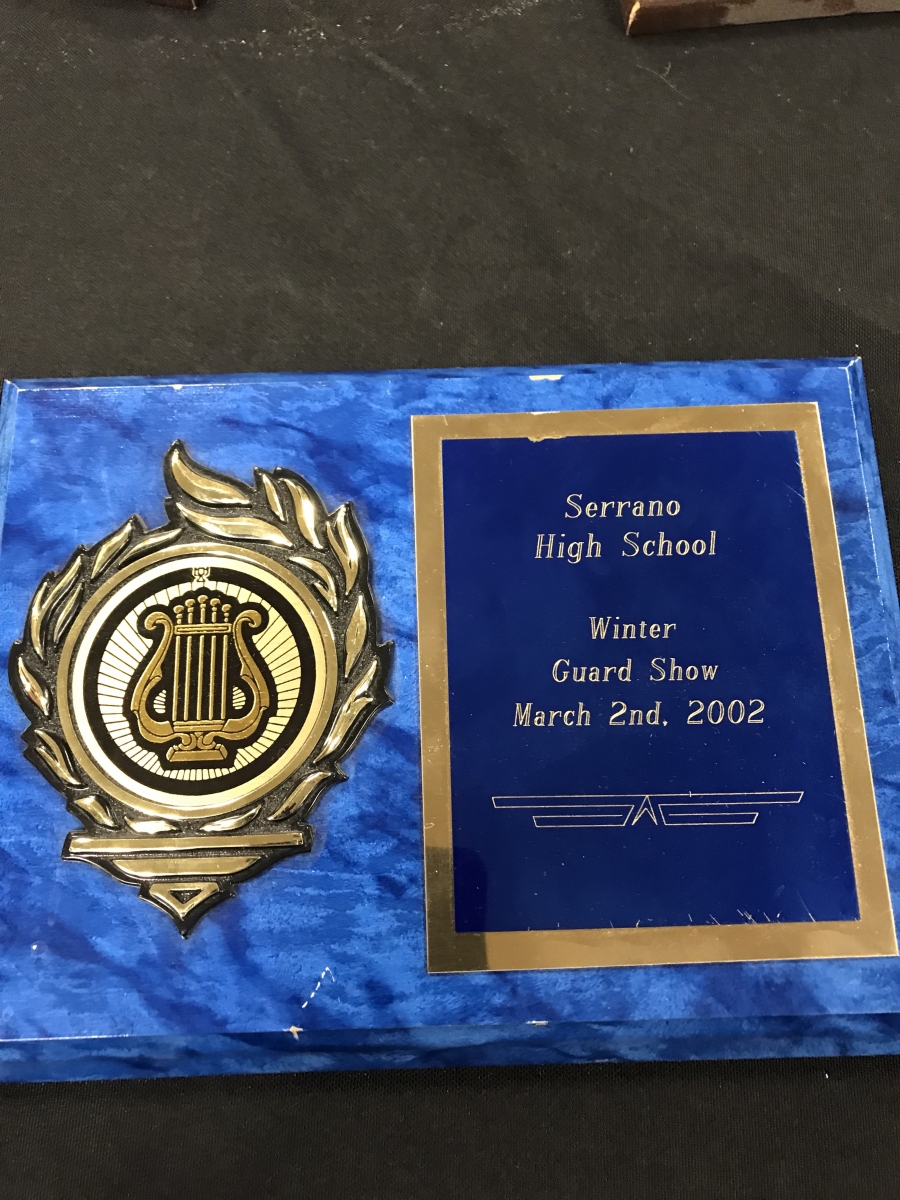 Serrano
High School
Winter
Guard Show
March 2nd, 2002